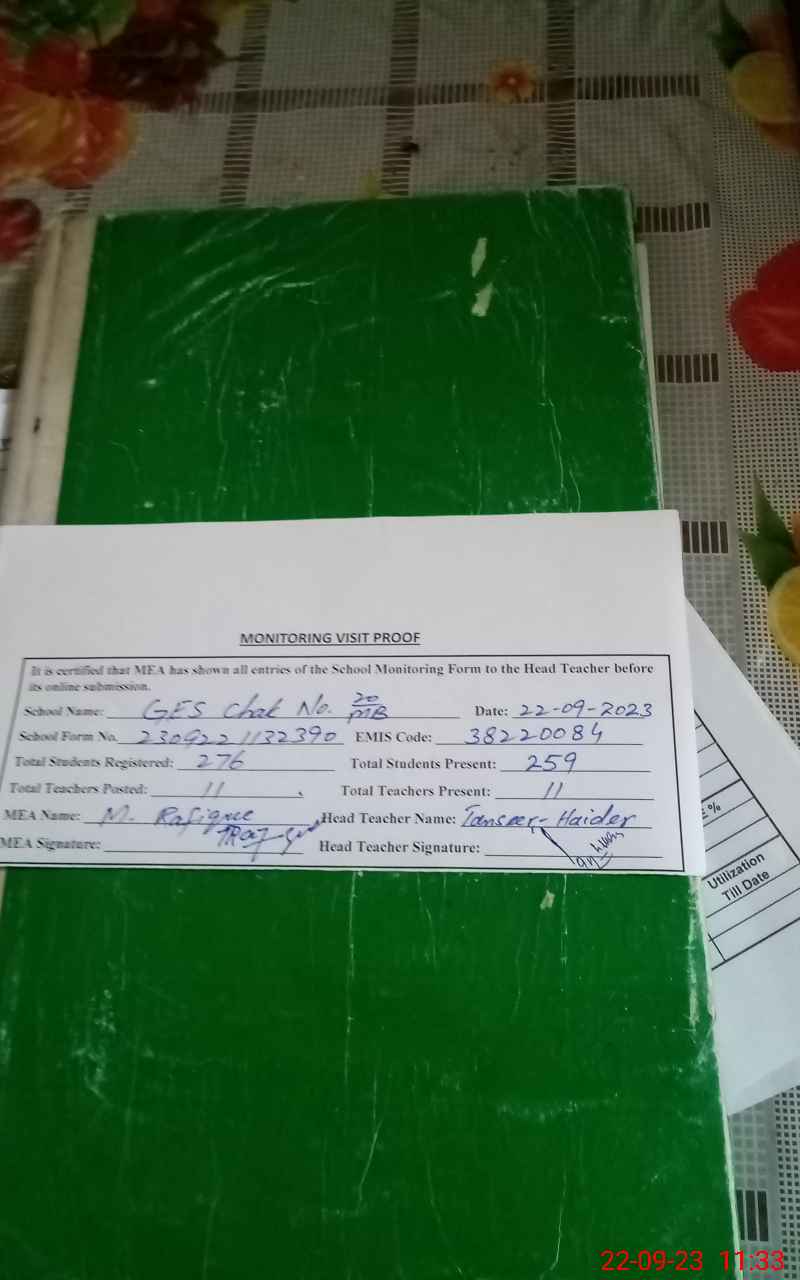 MONITORING VISIT PROOF
It is certified that MEA has shown all entries of the School Monitoring Form to the Head Teacher before
its online submission.
School Name: GES Chak No. 20/MB Date: 22-09-2023
School Form No. 2309221132390 EMIS Code: 38220084
Total Students Registered: 276 Total Students Present: 259
Total Teachers Posted: 11 Total Teachers Present: 11
MEA Name: M. Rafique Head Teacher Name: Haider
MEA Signature: Head Teacher Signature:
E %
Utilization
Till Date
22-09-23 11:33